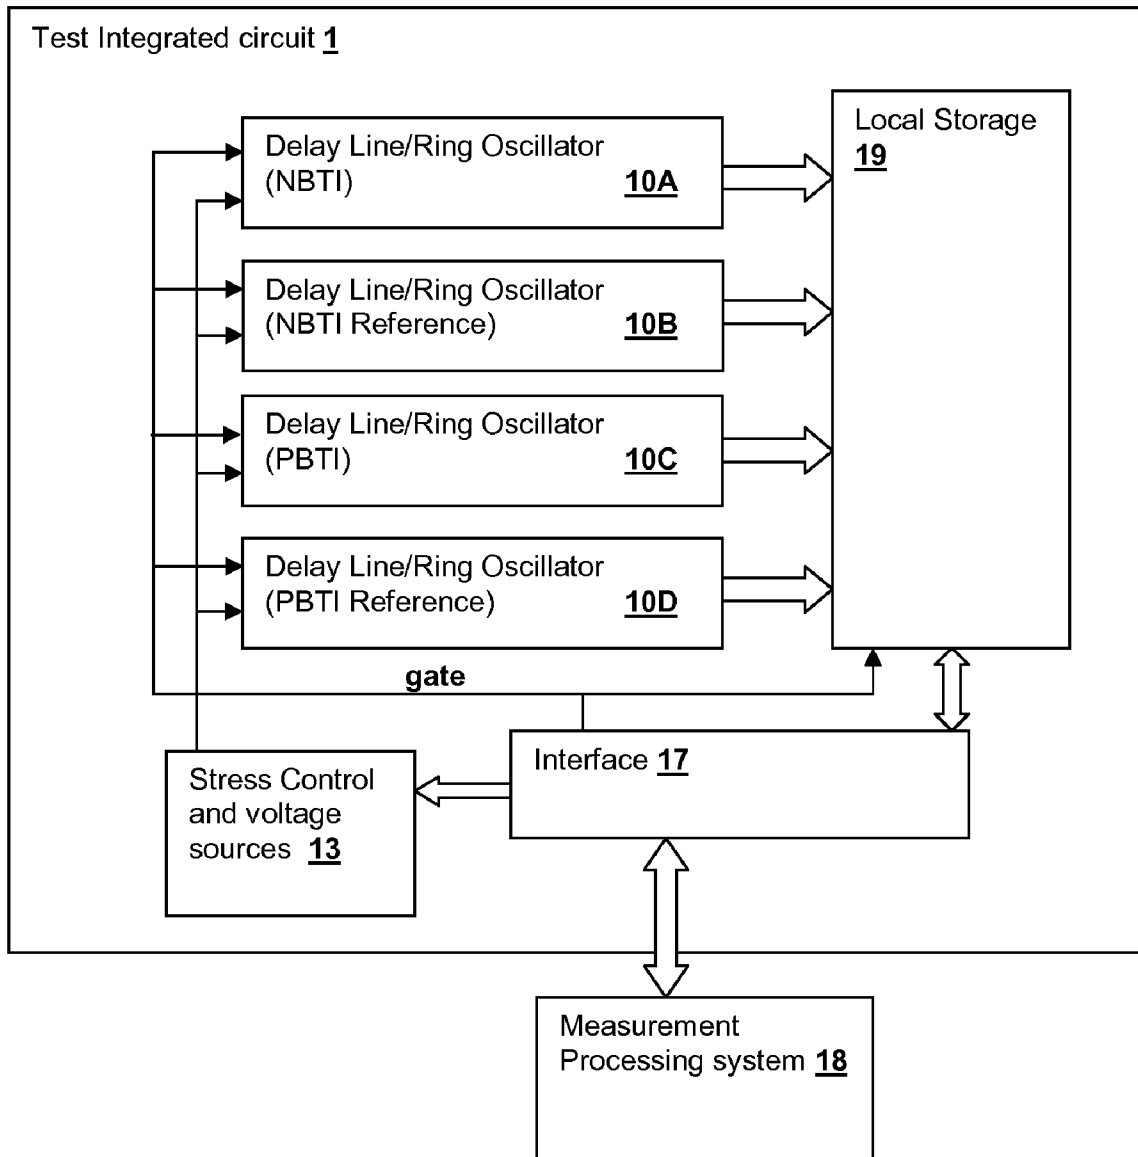 Test Integrated circuit 1
Delay Line/Ring Oscillator
(NBTI) 10A
Local Storage
19
Delay Line/Ring Oscillator
(NBTI Reference) 10B
Delay Line/Ring Oscillator
(PBTI) 10C
Delay Line/Ring Oscillator
(PBTI Reference) 10D
gate
Interface 17
Stress Control
and voltage
sources 13
Measurement
Processing system 18